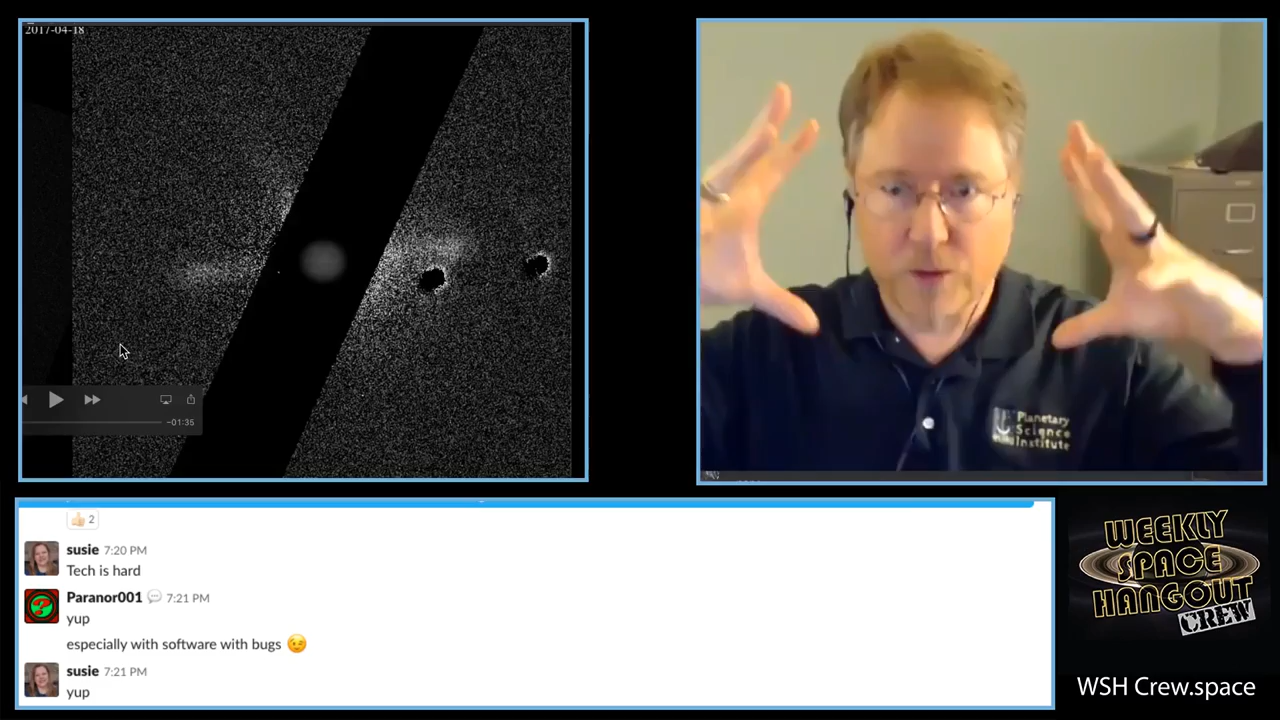 2017-04-18
−01:35
Planetary
Science
Institute
2
susie 7:20 PM
Tech is hard
Paranor001 7:21 PM
yup
especially with software with bugs 😉
susie 7:21 PM
yup
WEEKLY
SPACE
HANGOUT
CREW
WSH Crew.space